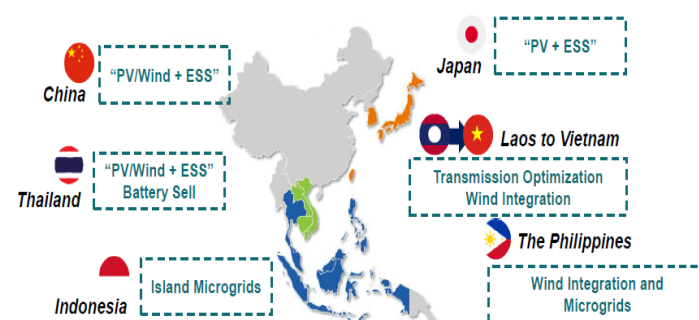 China
“PV/Wind + ESS”
Japan
“PV + ESS”
Thailand
“PV/Wind + ESS”
Battery Sell
Laos to Vietnam
Transmission Optimization
Wind Integration
Indonesia
Island Microgrids
The Philippines
Wind Integration and
Microgrids